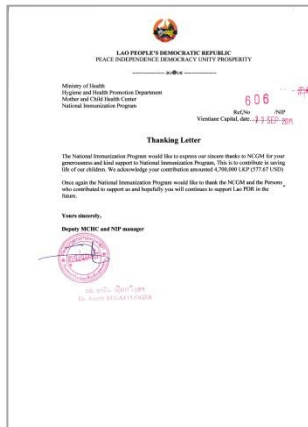 LAO PEOPLE'S DEMOCRATIC REPUBLIC
PEACE INDEPENDENCE DEMOCRACY UNITY PROSPERITY
Ministry of Health
Hygiene and Health Promotion Department
Mother and Child Health Center
National Immunization Program
606
Ref,No /NIP
Vientiane Capital, date
SEP
Thanking Letter
The National Immunization Program would like to express our sincere thanks to NCGM for your
generousness and kind support to National Immunization Program, This is to contribute in saving
life of our children. We acknowledge your contribution amounted 4,700,000 LKP (577.67 USD)
Once again the National Immunization Program would like to thank the NCGM and the Persons
who contributed to support us and hopefully you will continues to support Lao PDR in the
future.
Yours sincerely,
Deputy MCHC and NIP manager